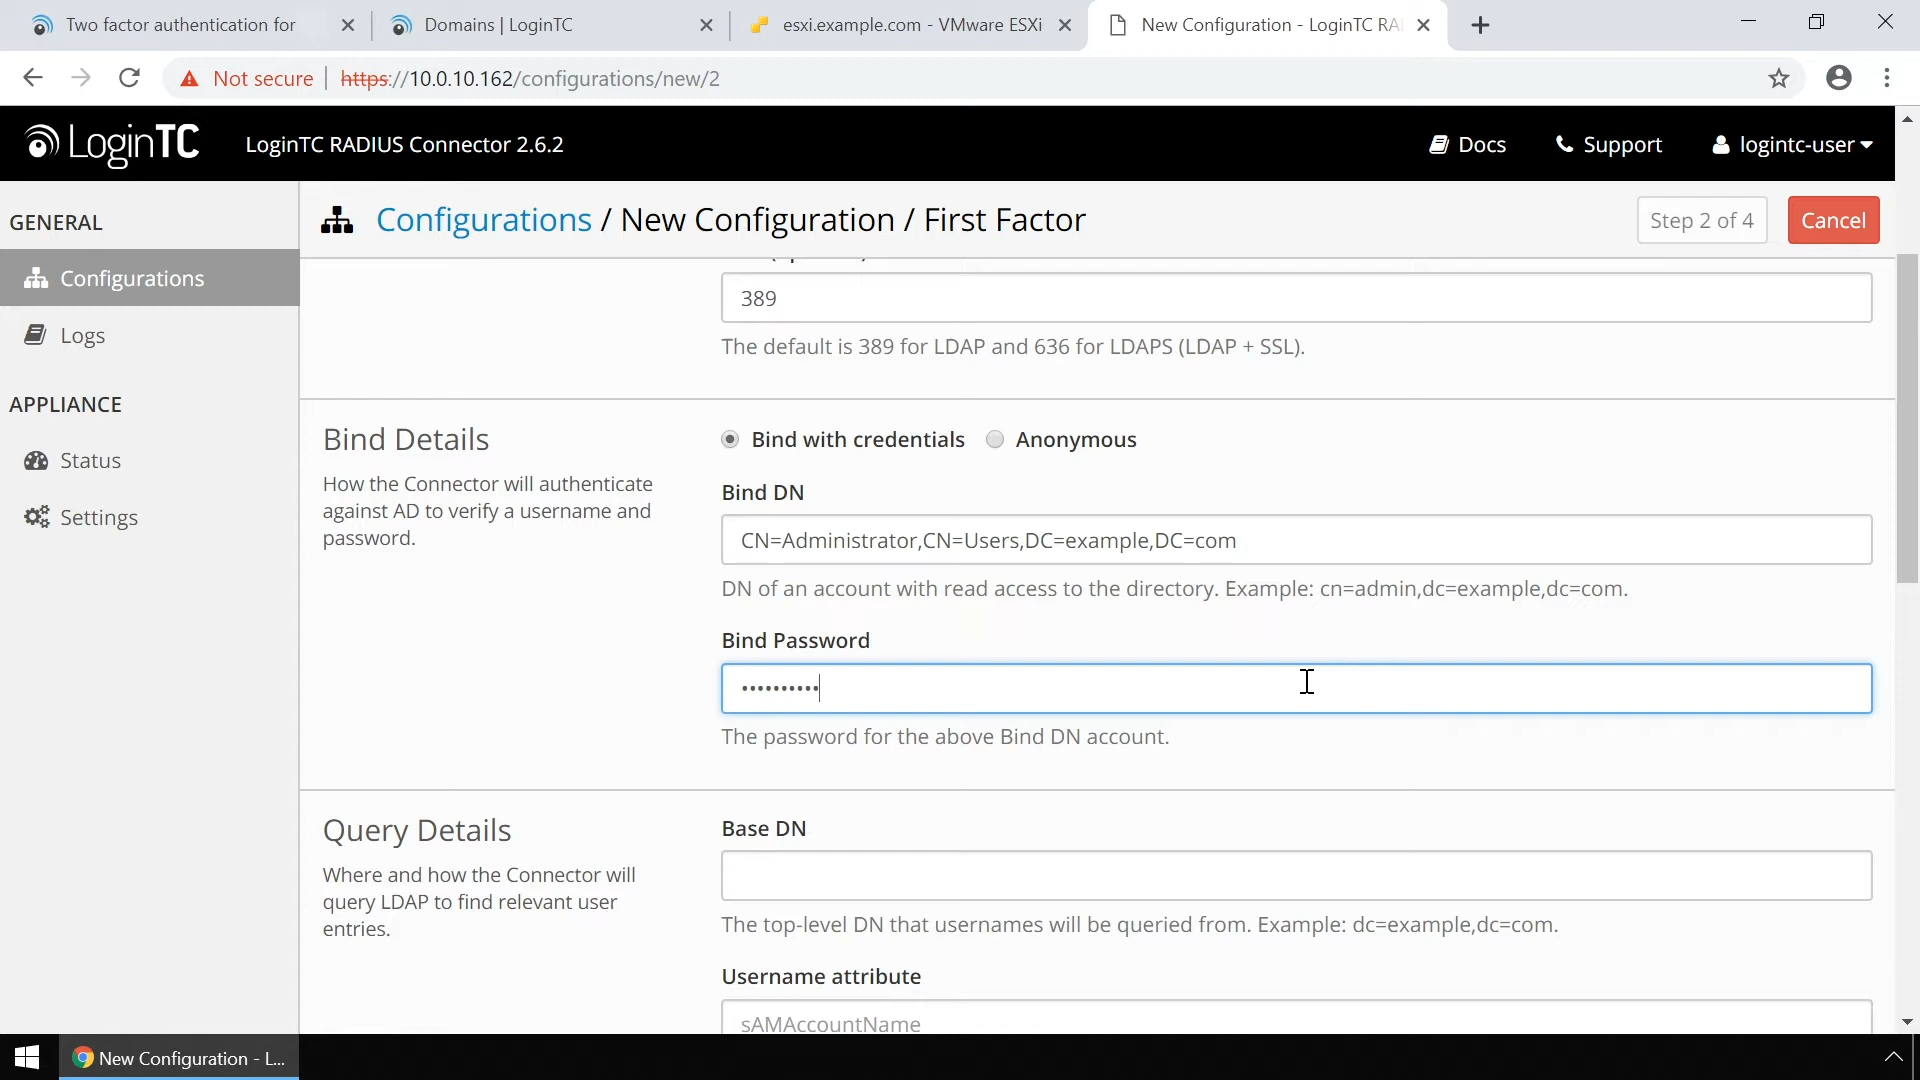 Two factor authentication for
Domains | LoginTC
esxi.example.com - VMware ESXi
New Configuration - LoginTC RA
Not secure
https://10.0.10.162/configurations/new/2
LoginTC
LoginTC RADIUS Connector 2.6.2
Docs
Support
logintc-user
GENERAL
Configurations
Logs
APPLIANCE
Status
Settings
Configurations / New Configuration / First Factor
Step 2 of 4
Cancel
389
The default is 389 for LDAP and 636 for LDAPS (LDAP + SSL).
Bind Details
How the Connector will authenticate
against AD to verify a username and
password.
Bind with credentials
Anonymous
Bind DN
CN=Administrator,CN=Users,DC=example,DC=com
DN of an account with read access to the directory. Example: cn=admin,dc=example,dc=com.
Bind Password
••••••••••
The password for the above Bind DN account.
Query Details
Where and how the Connector will
query LDAP to find relevant user
entries.
Base DN
The top-level DN that usernames will be queried from. Example: dc=example,dc=com.
Username attribute
sAMAccountName
New Configuration - L...